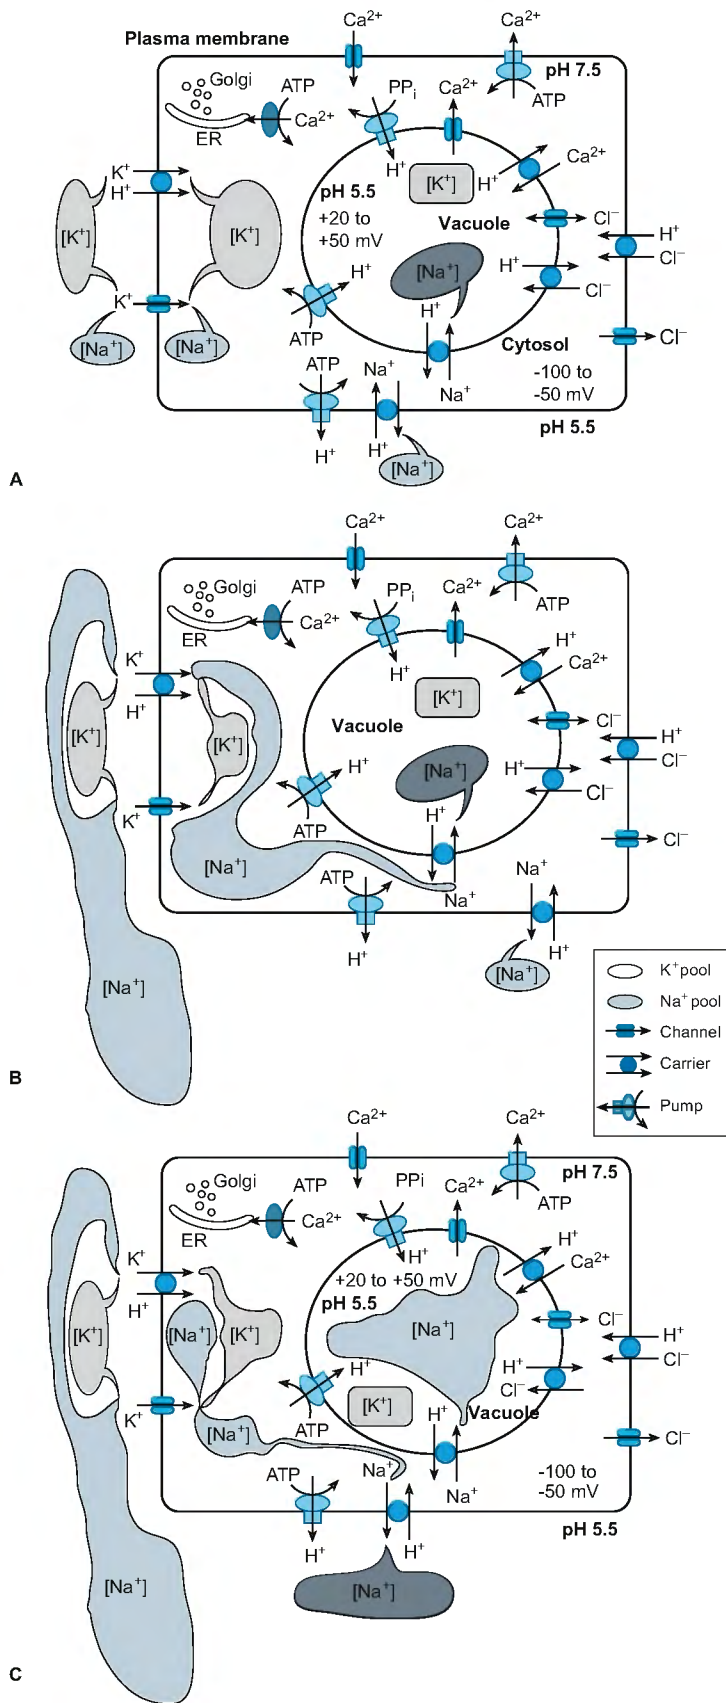 Ca²⁺
Ca²⁺
Plasma membrane
pH 7.5
Golgi
ATP
PPᵢ
Ca²⁺
ATP
Ca²⁺
ER
H⁺
Ca²⁺
K⁺
H⁺
[K⁺]
H⁺
pH 5.5
[K⁺]
[K⁺]
+20 to
+50 mV
Vacuole
Cl⁻
H⁺
H⁺
[Na⁺]
H⁺
Cl⁻
Cl⁻
K⁺
H⁺
ATP
Cytosol
Cl⁻
[Na⁺]
[Na⁺]
ATP
Na⁺
Na⁺
-100 to
-50 mV
H⁺
H⁺
[Na⁺]
pH 5.5
A
Ca²⁺
Ca²⁺
Golgi
ATP
PPᵢ
Ca²⁺
ATP
Ca²⁺
ER
H⁺
H⁺
K⁺
Ca²⁺
H⁺
[K⁺]
[K⁺]
[K⁺]
Vacuole
Cl⁻
H⁺
H⁺
[Na⁺]
H⁺
Cl⁻
Cl⁻
K⁺
H⁺
ATP
Cl⁻
[Na⁺]
ATP
Na⁺
Na⁺
H⁺
H⁺
[Na⁺]
[Na⁺]
K⁺ pool
Na⁺ pool
Channel
Carrier
Pump
B
Ca²⁺
Ca²⁺
pH 7.5
Golgi
ATP
PPi
Ca²⁺
ATP
Ca²⁺
ER
H⁺
H⁺
K⁺
+20 to +50 mV
Ca²⁺
H⁺
pH 5.5
[K⁺]
[Na⁺]
[K⁺]
[Na⁺]
Cl⁻
H⁺
H⁺
H⁺
Cl⁻
Cl⁻
K⁺
[K⁺]
Vacuole
ATP
H⁺
[Na⁺]
Cl⁻
ATP
Na⁺
Na⁺
-100 to
-50 mV
H⁺
H⁺
pH 5.5
[Na⁺]
[Na⁺]
C